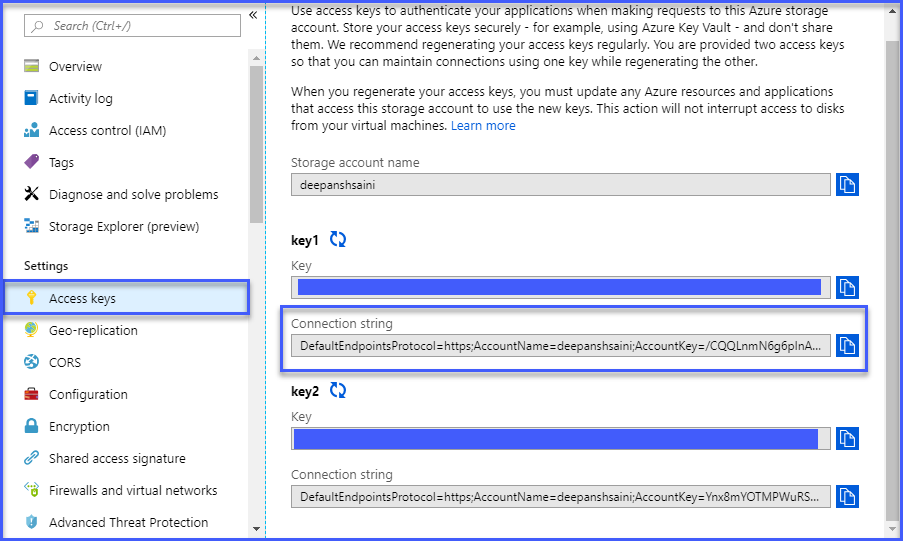 Search (Ctrl+/)
«
Overview
Activity log
Access control (IAM)
Tags
Diagnose and solve problems
Storage Explorer (preview)
Settings
Access keys
Geo-replication
CORS
Configuration
Encryption
Shared access signature
Firewalls and virtual networks
Advanced Threat Protection
Use access keys to authenticate your applications when making requests to this Azure storage
account. Store your access keys securely - for example, using Azure Key Vault - and don't share
them. We recommend regenerating your access keys regularly. You are provided two access keys
so that you can maintain connections using one key while regenerating the other.
When you regenerate your access keys, you must update any Azure resources and applications
that access this storage account to use the new keys. This action will not interrupt access to disks
from your virtual machines. Learn more
Storage account name
deepanshsaini
key1
Key
Connection string
DefaultEndpointsProtocol=https;AccountName=deepanshsaini;AccountKey=/CQQLnmN6g6pInA...
key2
Key
Connection string
DefaultEndpointsProtocol=https;AccountName=deepanshsaini;AccountKey=Ynx8mYOTMPWuRS...